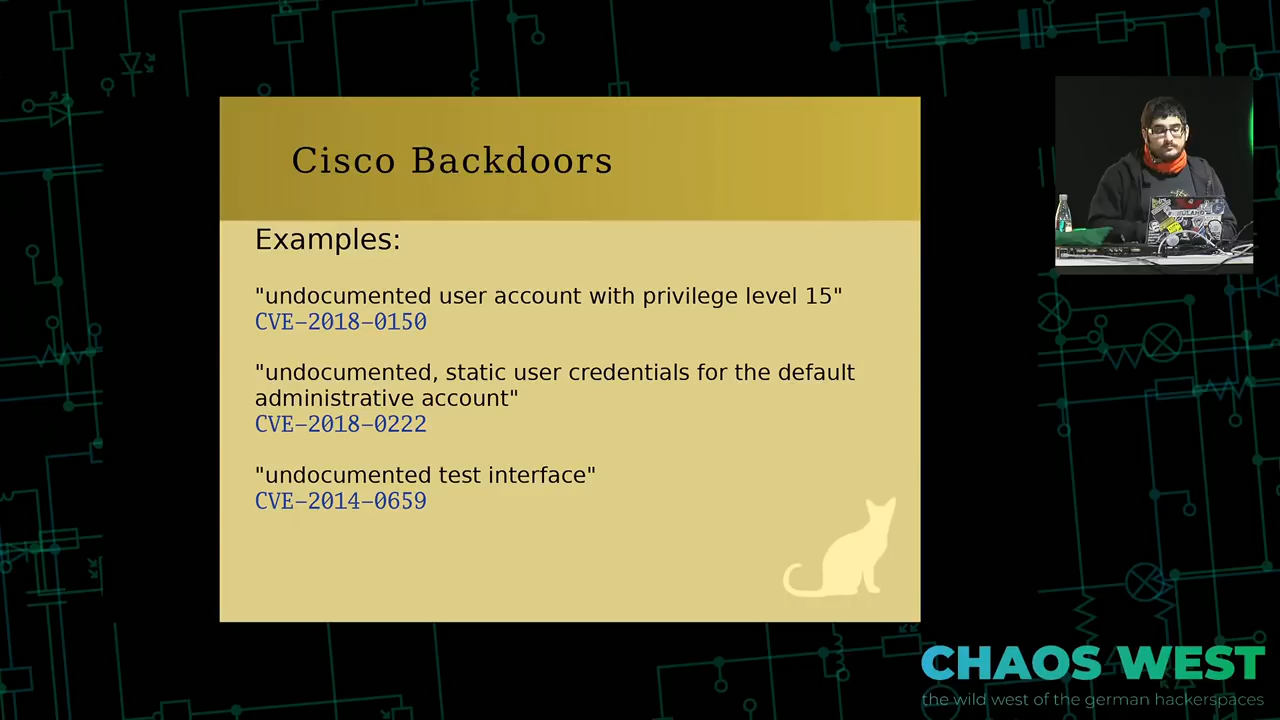 Cisco Backdoors
Examples:
"undocumented user account with privilege level 15"
CVE-2018-0150
"undocumented, static user credentials for the default
administrative account"
CVE-2018-0222
"undocumented test interface"
CVE-2014-0659
CHAOS WEST
the wild west of the german hackerspaces